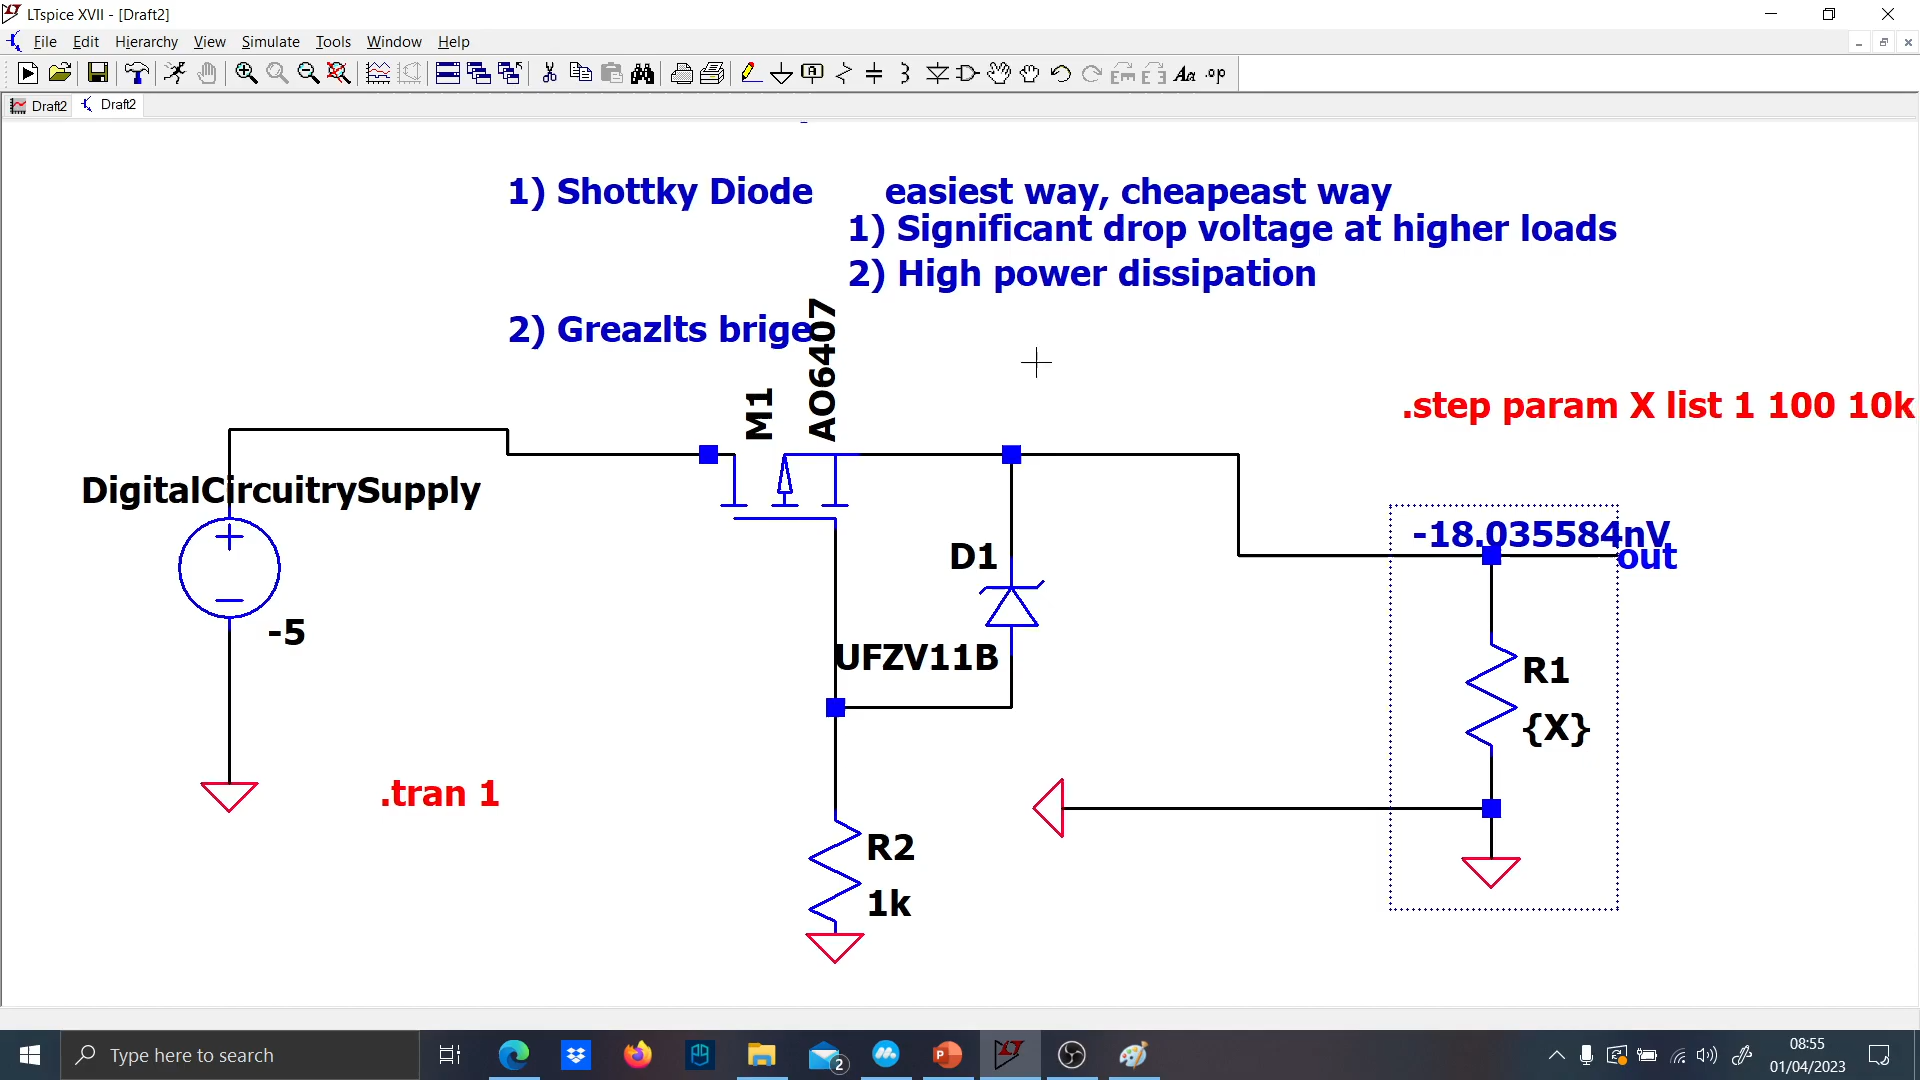 LTspice XVII - [Draft2]
File Edit Hierarchy View Simulate Tools Window Help
Draft2 Draft2
1) Shottky Diode easiest way, cheapeast way
1) Significant drop voltage at higher loads
2) High power dissipation
2) Greazlts brige
AO6407
M1
.step param X list 1 100 10k
DigitalCircuitrySupply
-18.035584nV
out
D1
-5
UFZV11B
R1
{X}
.tran 1
R2
1k
Type here to search
2
08:55
01/04/2023